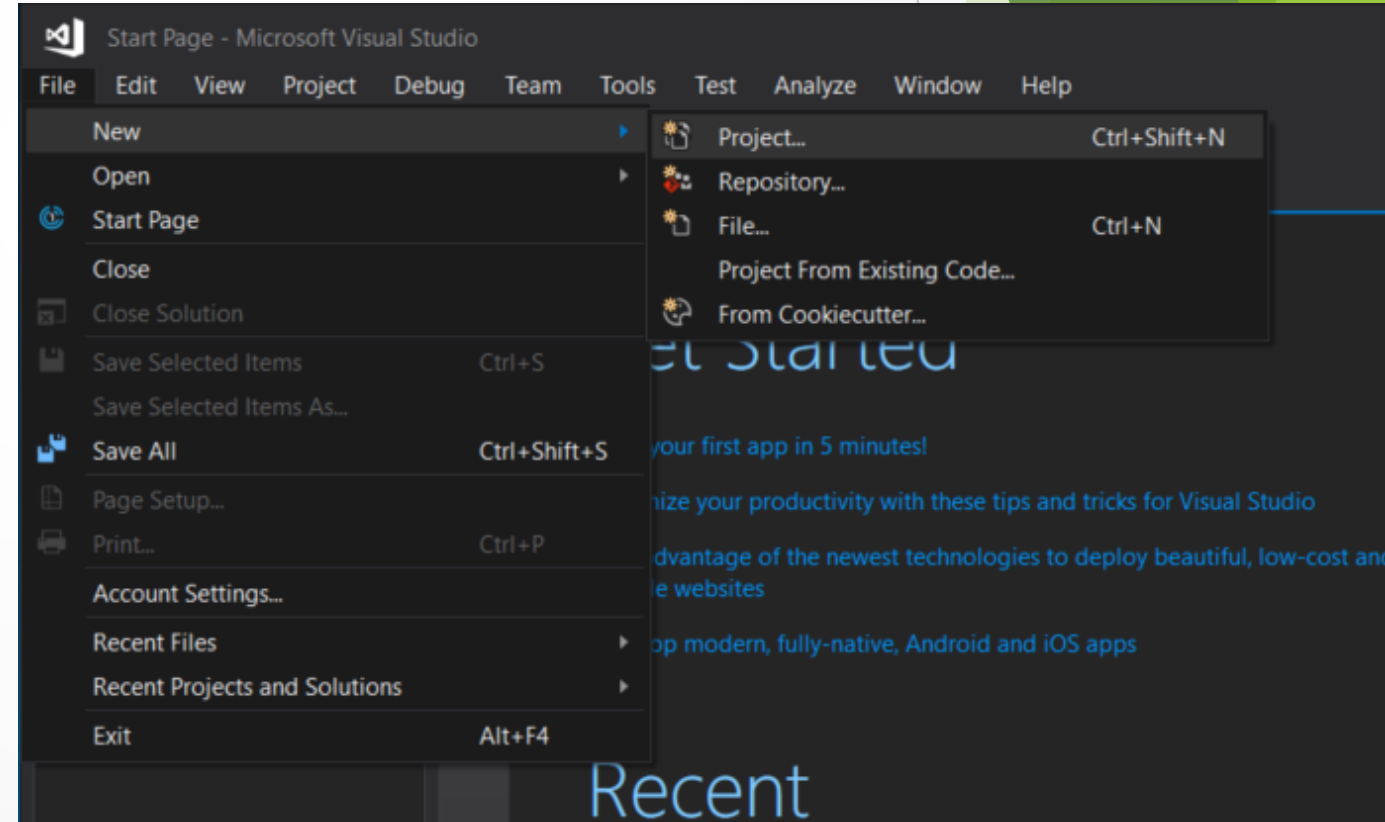 Start Page - Microsoft Visual Studio
File Edit View Project Debug Team Tools Test Analyze Window Help
New
Open
Start Page
Close
Close Solution
Save Selected Items Ctrl+S
Save Selected Items As...
Save All Ctrl+Shift+S
Page Setup...
Print... Ctrl+P
Account Settings...
Recent Files
Recent Projects and Solutions
Exit Alt+F4
Project... Ctrl+Shift+N
Repository...
File... Ctrl+N
Project From Existing Code...
From Cookiecutter...
Started
your first app in 5 minutes!
your productivity with these tips and tricks for Visual Studio
of the newest technologies to deploy beautiful, low-cost and
websites
modern, fully-native, Android and iOS apps
Recent